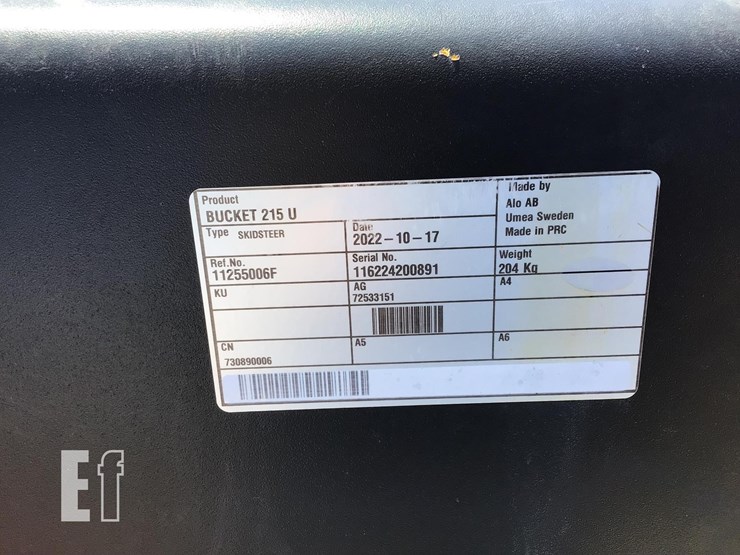 Product
BUCKET 215 U
Made by
Alo AB
Umea Sweden
Made in PRC
Type SKIDSTEER
Date
2022-10-17
Ref.No.
11255006F
Serial No.
116224200891
Weight
204 Kg
KU
AG
72533151
A4
CN
730890006
A5
A6
Ef